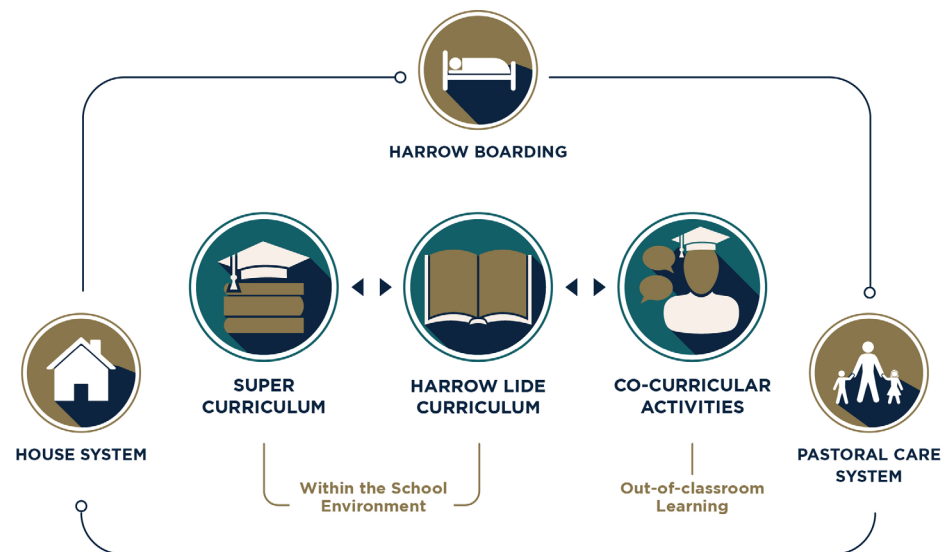 HARROW BOARDING
SUPER
CURRICULUM
HARROW LIDE
CURRICULUM
CO-CURRICULAR
ACTIVITIES
HOUSE SYSTEM
PASTORAL CARE
SYSTEM
Within the School
Environment
Out-of-classroom
Learning